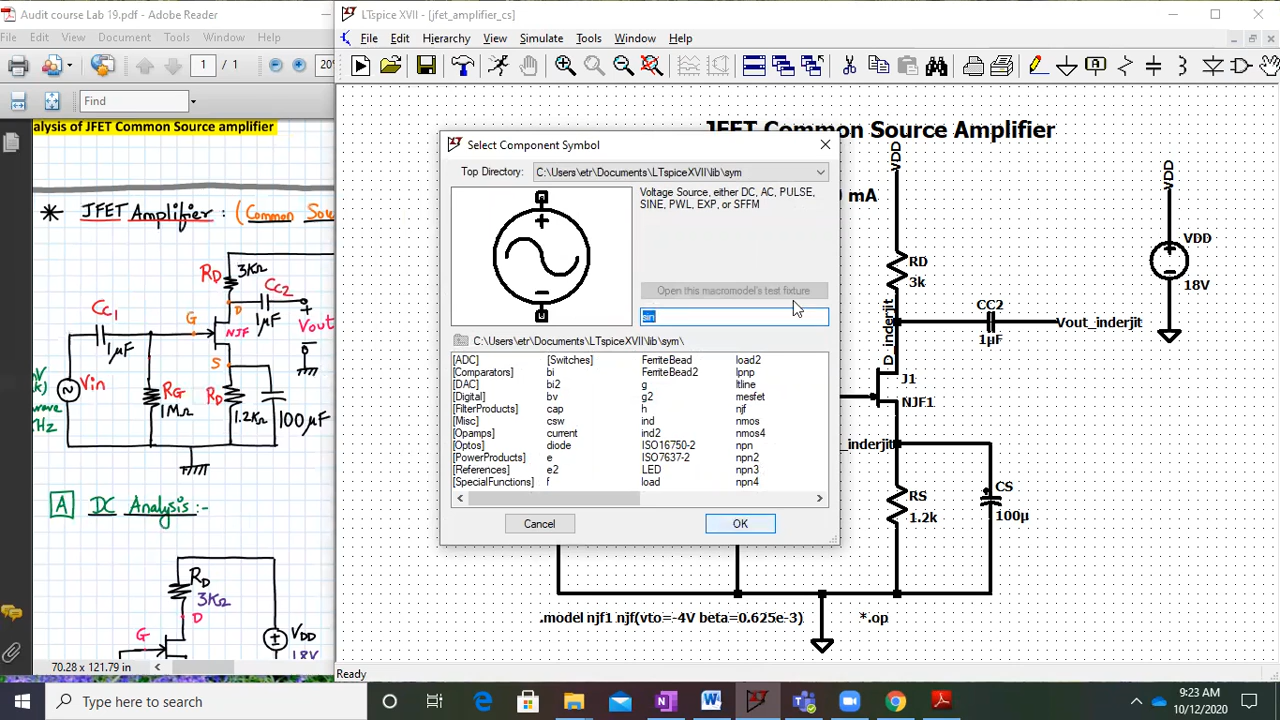 Audit course Lab 19.pdf - Adobe Reader
File Edit View Document Tools Window Help
1 / 1
Find
alysis of JFET Common Source amplifier
JFET Amplifier : (Common Sou
RD 3KΩ
CC1
1μF
CC2
1μF
D
G
NJF
S
Vout
+
-
Vin
RG
1MΩ
RD
1.2KΩ
100μF
A DC Analysis :-
RD
3KΩ
D
G
VDD
70.28 x 121.79 in
LTspice XVII - [jfet_amplifier_cs]
File Edit Hierarchy View Simulate Tools Window Help
JFET Common Source Amplifier
mA
VDD
RD
3k
D_inderjit
CC2
1μF
Vout_inderjit
J1
NJF1
_inderjit
RS
1.2k
CS
100μ
VDD
VDD
18V
.model njf1 njf(vto=-4V beta=0.625e-3)
*.op
Select Component Symbol
Top Directory: C:\Users\etr\Documents\LTspiceXVII\lib\sym
Voltage Source, either DC, AC, PULSE,
SINE, PWL, EXP, or SFFM
Open this macromodel's test fixture
sin
C:\Users\etr\Documents\LTspiceXVII\lib\sym\
[ADC] [Switches] FerriteBead load2
[Comparators] bi FerriteBead2 lpnp
[DAC] bi2 g ltline
[Digital] bv g2 mesfet
[FilterProducts] cap h njf
[Misc] csw ind nmos
[Opamps] current ind2 nmos4
[Optos] diode ISO16750-2 npn
[PowerProducts] e ISO7637-2 npn2
[References] e2 LED npn3
[SpecialFunctions] f load npn4
Cancel OK
Ready
Type here to search
9:23 AM
10/12/2020